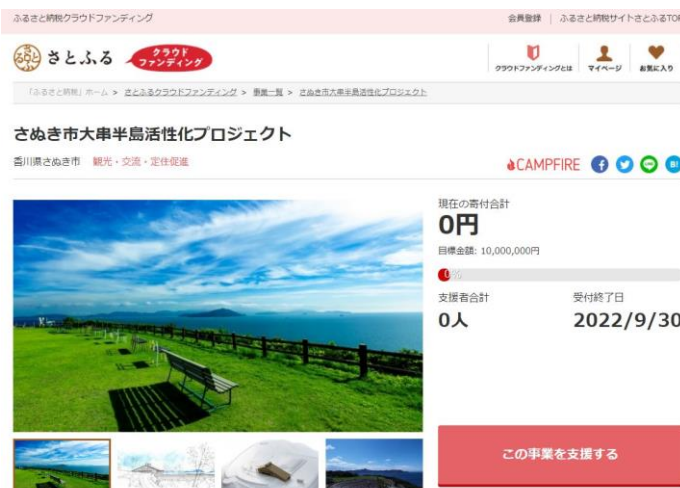 ふるさと納税クラウドファンディング
会員登録 | ふるさと納税サイトさとふるTOP
さとふる
クラウド
ファンディング
クラウドファンディングとは マイページ お気に入り
「ふるさと納税」ホーム > さとふるクラウドファンディング > 事業一覧 > さぬき市大串半島活性化プロジェクト
さぬき市大串半島活性化プロジェクト
香川県さぬき市 観光・交流・定住促進
CAMPFIRE
現在の寄付合計
0円
目標金額: 10,000,000円
0%
支援者合計
0人
受付終了日
2022/9/30
この事業を支援する